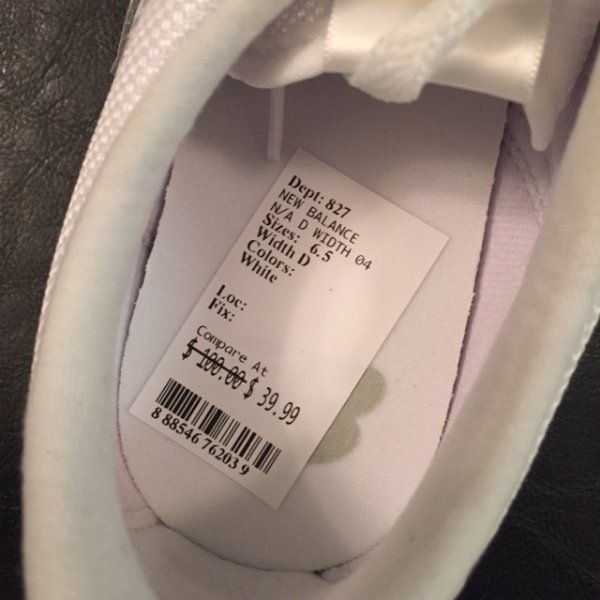 Dept: 827
NEW BALANCE
N/A D WIDTH 04
Sizes: 6.5
Width D
Colors:
White
Loc:
Fix:
Compare At
$ 100.00 $ 39.99
8 88546 76203 9